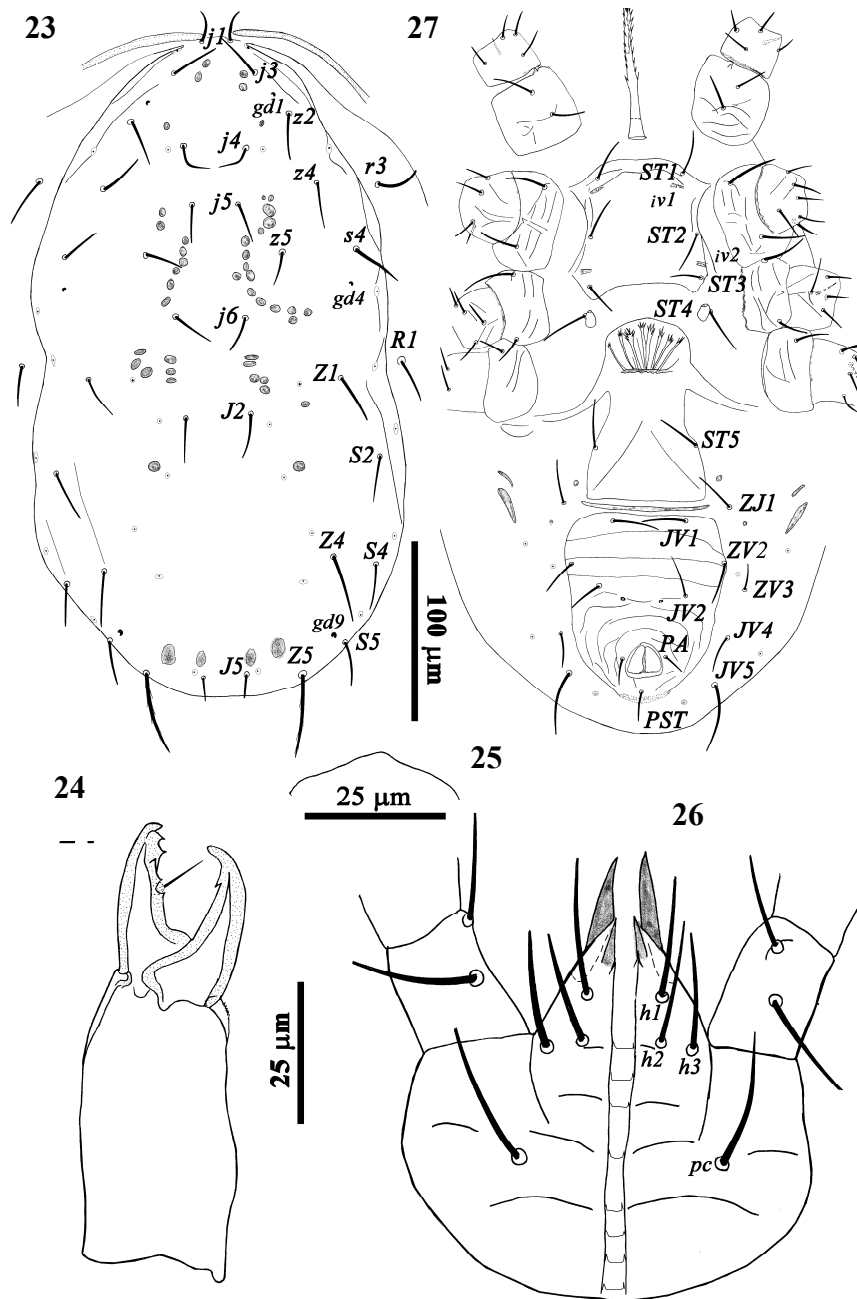 23
j1
j3
gd1
z2
j4
z4
r3
j5
z5
s4
gd4
j6
R1
Z1
J2
S2
Z4
S4
gd9
S5
J5
Z5
100 µm
27
ST1
iv1
ST2
iv2
ST3
ST4
ST5
ZJ1
JV1
ZV2
ZV3
JV2
JV4
PA
JV5
PST
24
25 µm
25
25 µm
26
h1
h2
h3
pc